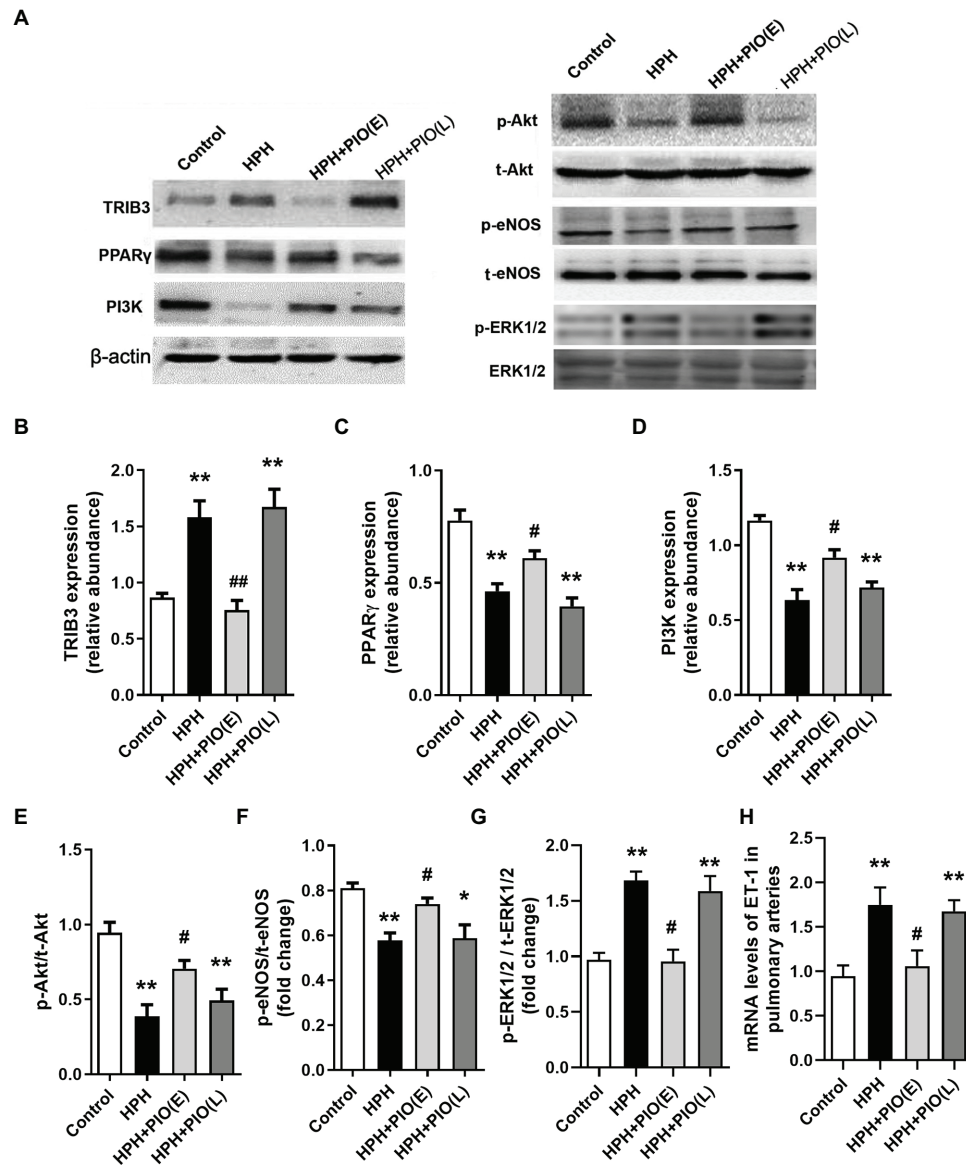 A
Control
HPH
HPH+PIO(E)
HPH+PIO(L)
TRIB3
PPARγ
PI3K
β-actin
Control
HPH
HPH+PIO(E)
HPH+PIO(L)
p-Akt
t-Akt
p-eNOS
t-eNOS
p-ERK1/2
ERK1/2
B
TRIB3 expression
(relative abundance)
2.0
1.5
1.0
0.5
0.0
**
##
**
Control
HPH
HPH+PIO(E)
HPH+PIO(L)
C
PPARγ expression
(relative abundance)
1.0
0.5
0.0
**
#
**
Control
HPH
HPH+PIO(E)
HPH+PIO(L)
D
PI3K expression
(relative abundance)
1.5
1.0
0.5
0.0
**
#
**
Control
HPH
HPH+PIO(E)
HPH+PIO(L)
E
p-Akt/t-Akt
1.5
1.0
0.5
0.0
**
#
**
Control
HPH
HPH+PIO(E)
HPH+PIO(L)
F
p-eNOS/t-eNOS
(fold change)
1.0
0.8
0.6
0.4
0.2
0.0
**
#
*
Control
HPH
HPH+PIO(E)
HPH+PIO(L)
G
p-ERK1/2 / t-ERK1/2
(fold change)
2.0
1.5
1.0
0.5
0.0
**
#
**
Control
HPH
HPH+PIO(E)
HPH+PIO(L)
H
mRNA levels of ET-1 in
pulmonary arteries
2.5
2.0
1.5
1.0
0.5
0.0
**
#
**
Control
HPH
HPH+PIO(E)
HPH+PIO(L)